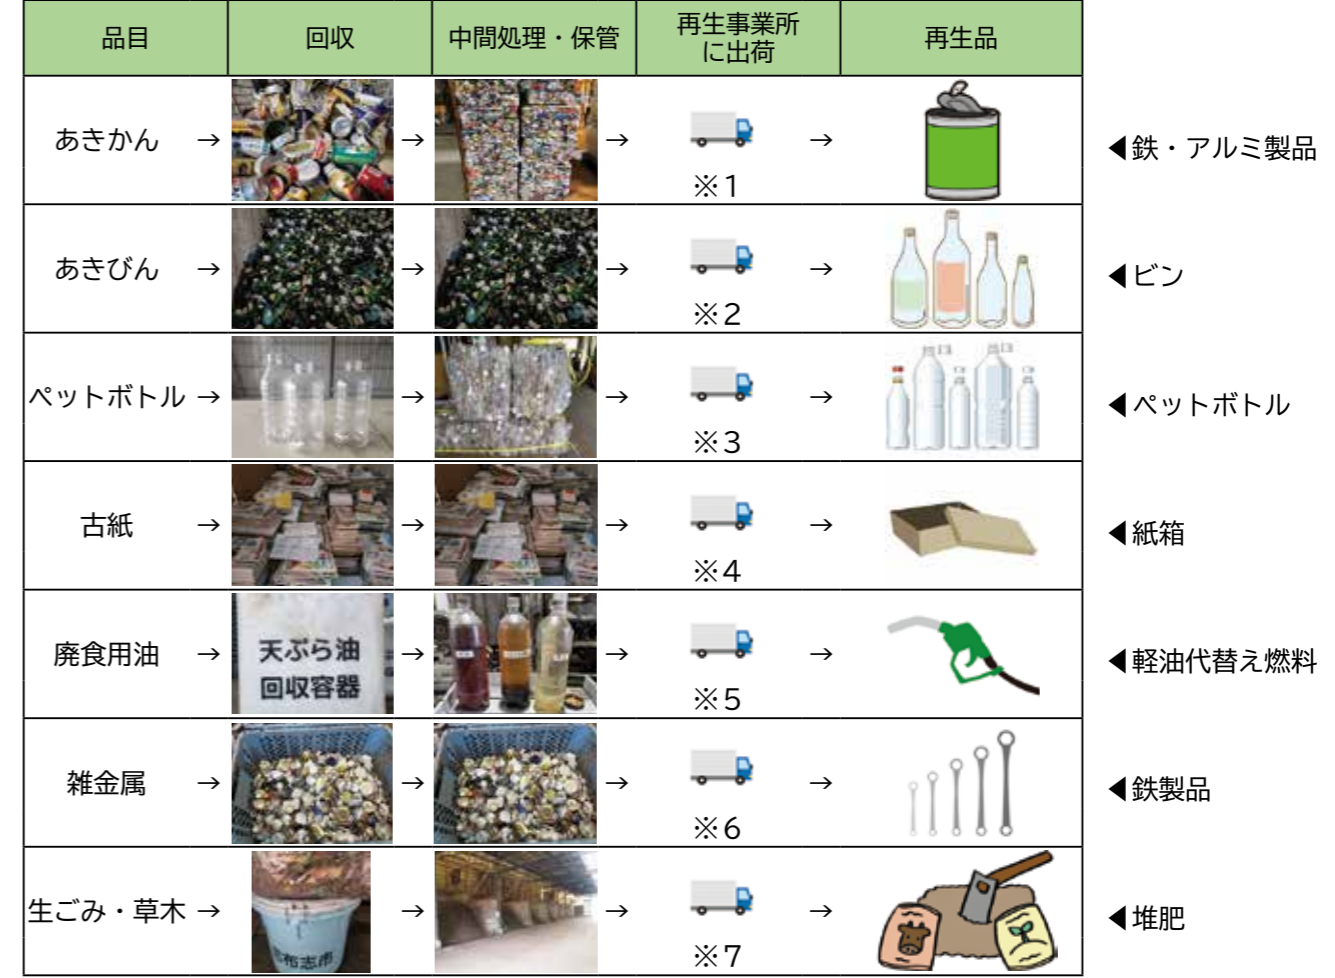 品目
回収
中間処理・保管
再生事業所
に出荷
再生品
あきかん → → → →
※1
◀鉄・アルミ製品
あきびん → → → →
※2
◀ビン
ペットボトル → → → →
※3
◀ペットボトル
古紙 → → → →
※4
◀紙箱
廃食用油 → → → →
天ぷら油
回収容器
※5
◀軽油代替え燃料
雑金属 → → → →
※6
◀鉄製品
生ごみ・草木 → → → →
布志市
※7
◀堆肥